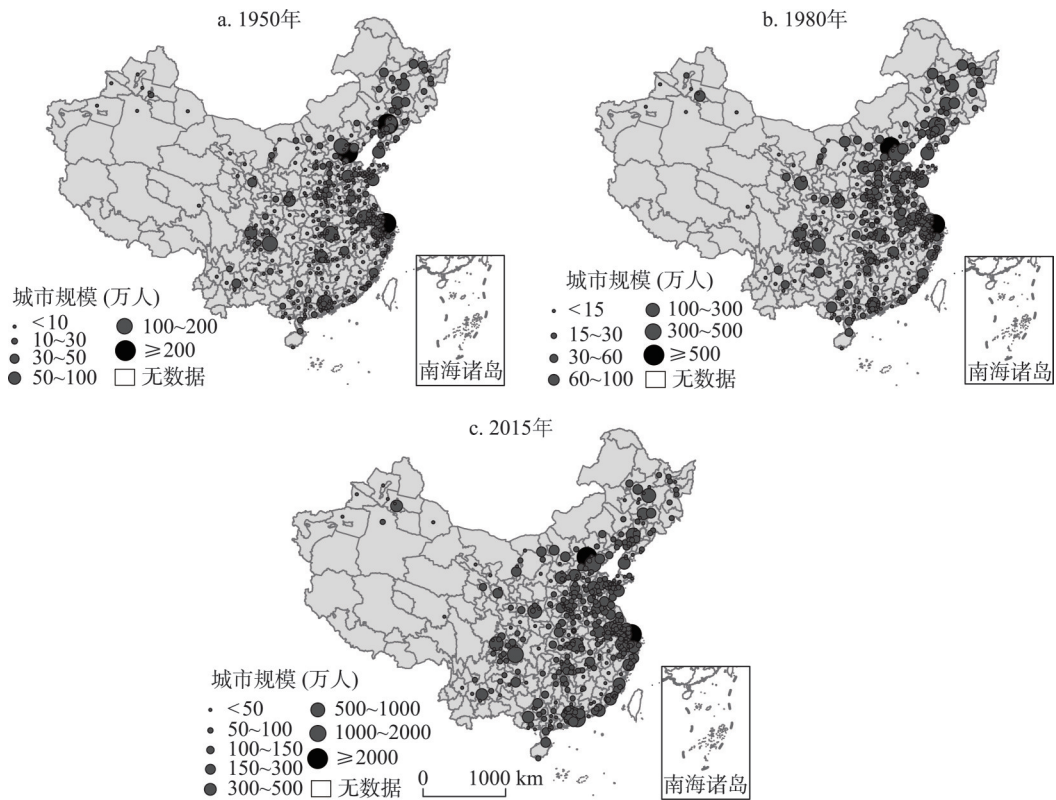 a. 1950年
城市规模 (万人)
<10
10~30
30~50
50~100
100~200
≥200
无数据
南海诸岛
b. 1980年
城市规模 (万人)
<15
15~30
30~60
60~100
100~300
300~500
≥500
无数据
南海诸岛
c. 2015年
城市规模 (万人)
<50
50~100
100~150
150~300
300~500
500~1000
1000~2000
≥2000
无数据
0 1000 km
南海诸岛